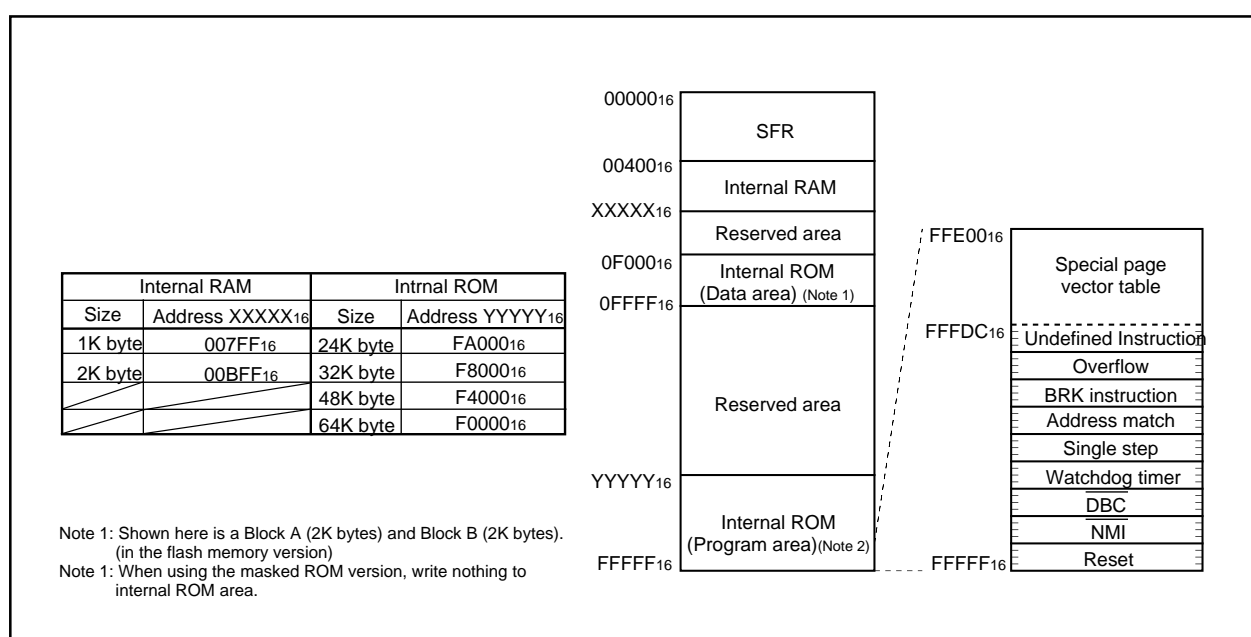 Internal RAM Intrnal ROM
Size Address XXXXX16 Size Address YYYYY16
1K byte 007FF16 24K byte FA00016
2K byte 00BFF16 32K byte F800016
48K byte F400016
64K byte F000016
Note 1: Shown here is a Block A (2K bytes) and Block B (2K bytes).
(in the flash memory version)
Note 1: When using the masked ROM version, write nothing to
internal ROM area.
0000016
SFR
0040016
Internal RAM
XXXXX16
Reserved area
0F00016
Internal ROM
(Data area) (Note 1)
0FFFF16
Reserved area
YYYYY16
Internal ROM
(Program area)(Note 2)
FFFFF16
FFE0016
Special page
vector table
FFFDC16
Undefined Instruction
Overflow
BRK instruction
Address match
Single step
Watchdog timer
DBC
NMI
Reset
FFFFF16